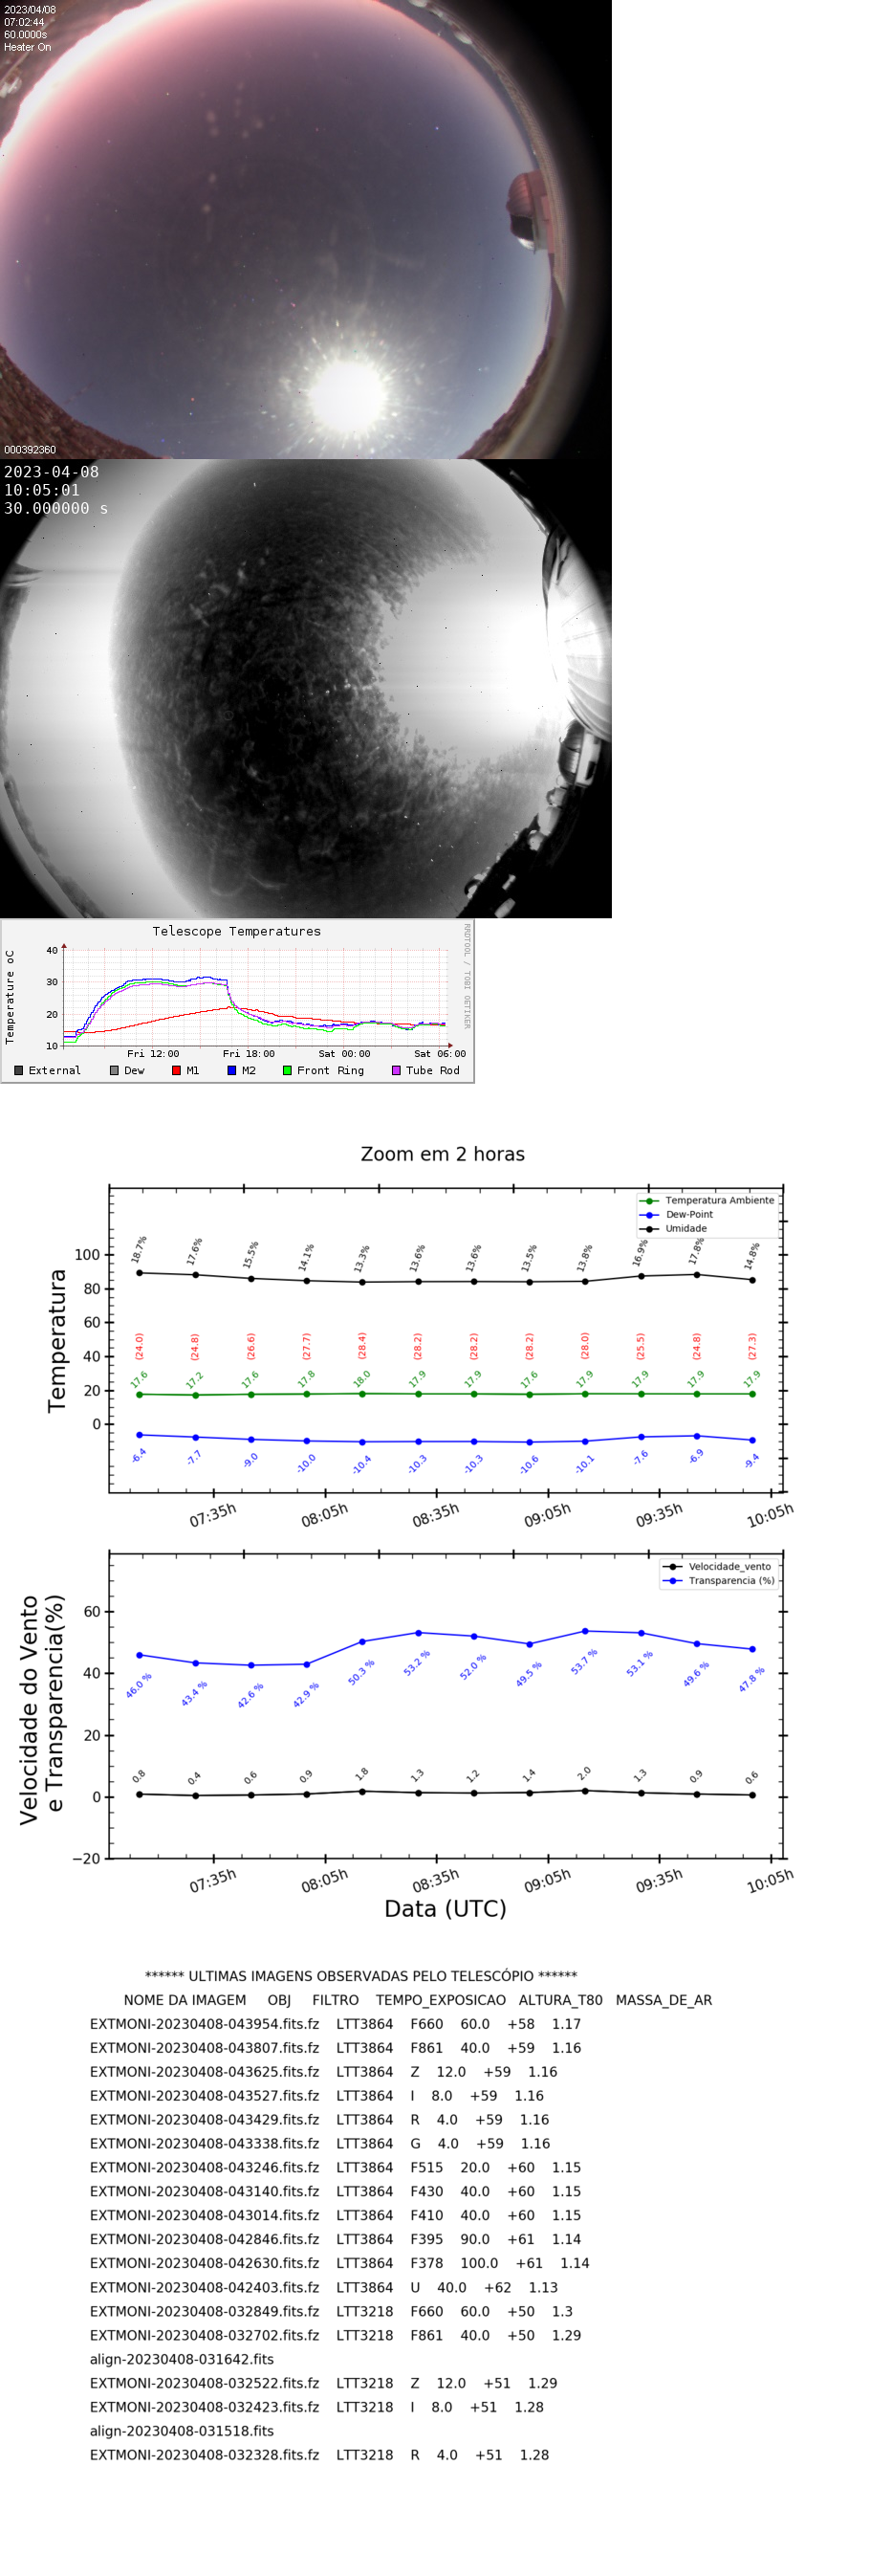 2023/04/08
07:02:44
60.0000s
Heater On
000392360
2023-04-08
10:05:01
30.000000 s
Telescope Temperatures
RRDTOOL / TOBI OETIKER
Temperature oC
40
30
20
10
Fri 12:00 Fri 18:00 Sat 00:00 Sat 06:00
External Dew M1 M2 Front Ring Tube Rod
Zoom em 2 horas
Temperatura Ambiente
Dew-Point
Umidade
Temperatura
100
80
60
40
20
0
18.7% 17.6% 15.5% 14.1% 13.3% 13.6% 13.6% 13.5% 13.8% 16.9% 17.8% 14.8%
(24.0) (24.8) (26.6) (27.7) (28.4) (28.2) (28.2) (28.2) (28.0) (25.5) (24.8) (27.3)
17.6 17.2 17.6 17.8 18.0 17.9 17.9 17.6 17.9 17.9 17.9 17.9
-6.4 -7.7 -9.0 -10.0 -10.4 -10.3 -10.3 -10.6 -10.1 -7.6 -6.9 -9.4
07:35h 08:05h 08:35h 09:05h 09:35h 10:05h
Velocidade_vento
Transparencia (%)
Velocidade do Vento
e Transparencia(%)
60
40
20
0
−20
46.0 % 43.4 % 42.6 % 42.9 % 50.3 % 53.2 % 52.0 % 49.5 % 53.7 % 53.1 % 49.6 % 47.8 %
0.8 0.4 0.6 0.9 1.8 1.3 1.2 1.4 2.0 1.3 0.9 0.6
07:35h 08:05h 08:35h 09:05h 09:35h 10:05h
Data (UTC)
****** ULTIMAS IMAGENS OBSERVADAS PELO TELESCÓPIO ******
NOME DA IMAGEM OBJ FILTRO TEMPO_EXPOSICAO ALTURA_T80 MASSA_DE_AR
EXTMONI-20230408-043954.fits.fz LTT3864 F660 60.0 +58 1.17
EXTMONI-20230408-043807.fits.fz LTT3864 F861 40.0 +59 1.16
EXTMONI-20230408-043625.fits.fz LTT3864 Z 12.0 +59 1.16
EXTMONI-20230408-043527.fits.fz LTT3864 I 8.0 +59 1.16
EXTMONI-20230408-043429.fits.fz LTT3864 R 4.0 +59 1.16
EXTMONI-20230408-043338.fits.fz LTT3864 G 4.0 +59 1.16
EXTMONI-20230408-043246.fits.fz LTT3864 F515 20.0 +60 1.15
EXTMONI-20230408-043140.fits.fz LTT3864 F430 40.0 +60 1.15
EXTMONI-20230408-043014.fits.fz LTT3864 F410 40.0 +60 1.15
EXTMONI-20230408-042846.fits.fz LTT3864 F395 90.0 +61 1.14
EXTMONI-20230408-042630.fits.fz LTT3864 F378 100.0 +61 1.14
EXTMONI-20230408-042403.fits.fz LTT3864 U 40.0 +62 1.13
EXTMONI-20230408-032849.fits.fz LTT3218 F660 60.0 +50 1.3
EXTMONI-20230408-032702.fits.fz LTT3218 F861 40.0 +50 1.29
align-20230408-031642.fits
EXTMONI-20230408-032522.fits.fz LTT3218 Z 12.0 +51 1.29
EXTMONI-20230408-032423.fits.fz LTT3218 I 8.0 +51 1.28
align-20230408-031518.fits
EXTMONI-20230408-032328.fits.fz LTT3218 R 4.0 +51 1.28